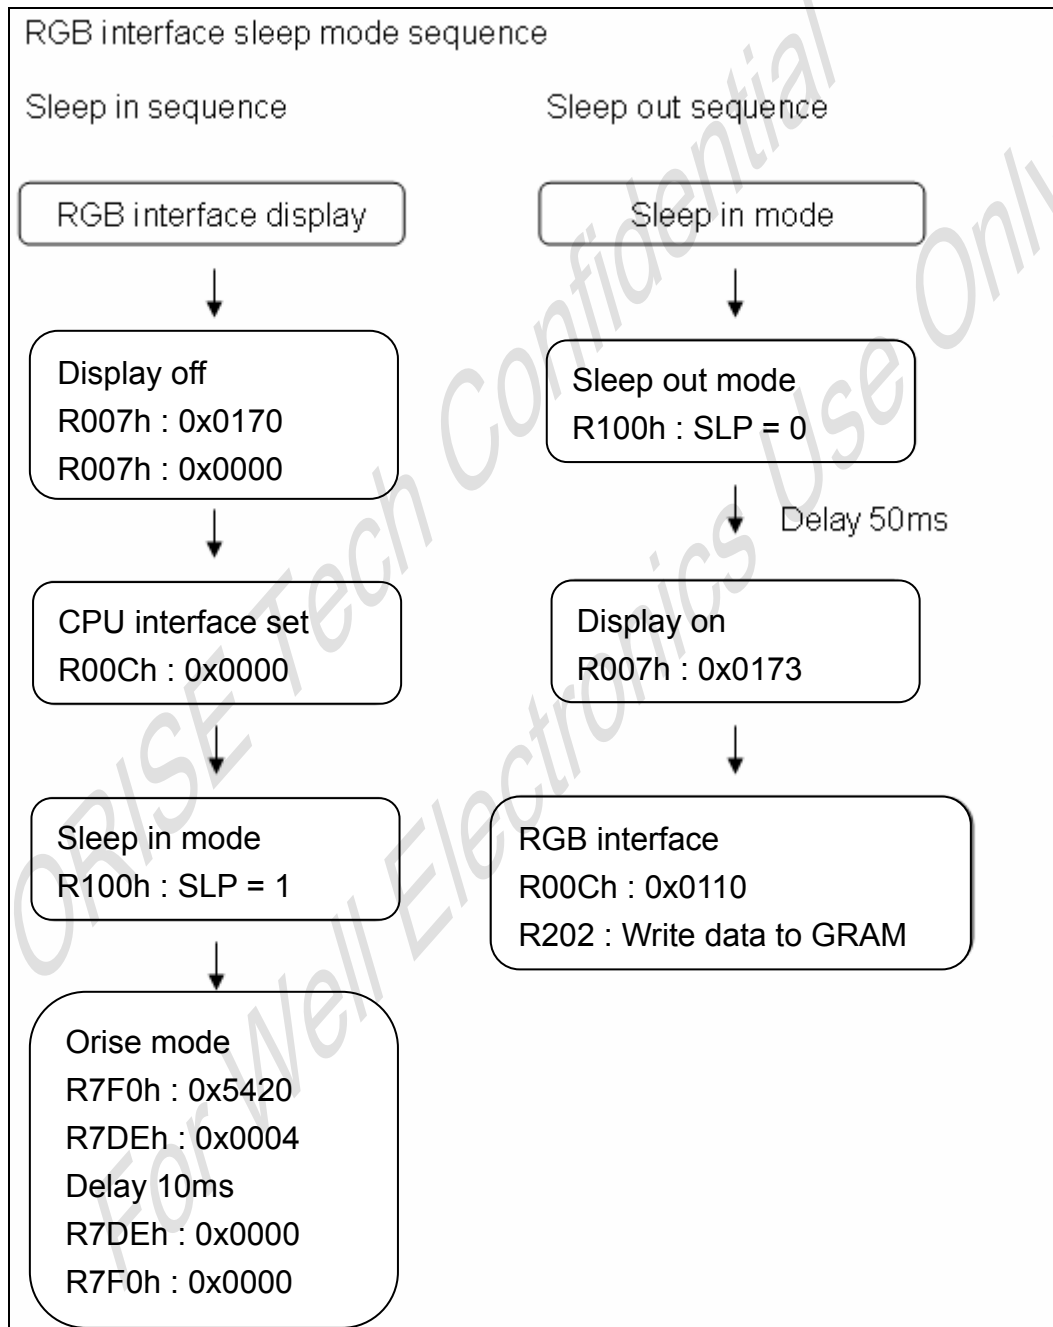 RGB interface sleep mode sequence
Sleep in sequence
RGB interface display
Display off
R007h : 0x0170
R007h : 0x0000
CPU interface set
R00Ch : 0x0000
Sleep in mode
R100h : SLP = 1
Orise mode
R7F0h : 0x5420
R7DEh : 0x0004
Delay 10ms
R7DEh : 0x0000
R7F0h : 0x0000
Sleep out sequence
Sleep in mode
Sleep out mode
R100h : SLP = 0
Delay 50ms
Display on
R007h : 0x0173
RGB interface
R00Ch : 0x0110
R202 : Write data to GRAM
ORISE Tech Confidential
For Well Electronics Use Only